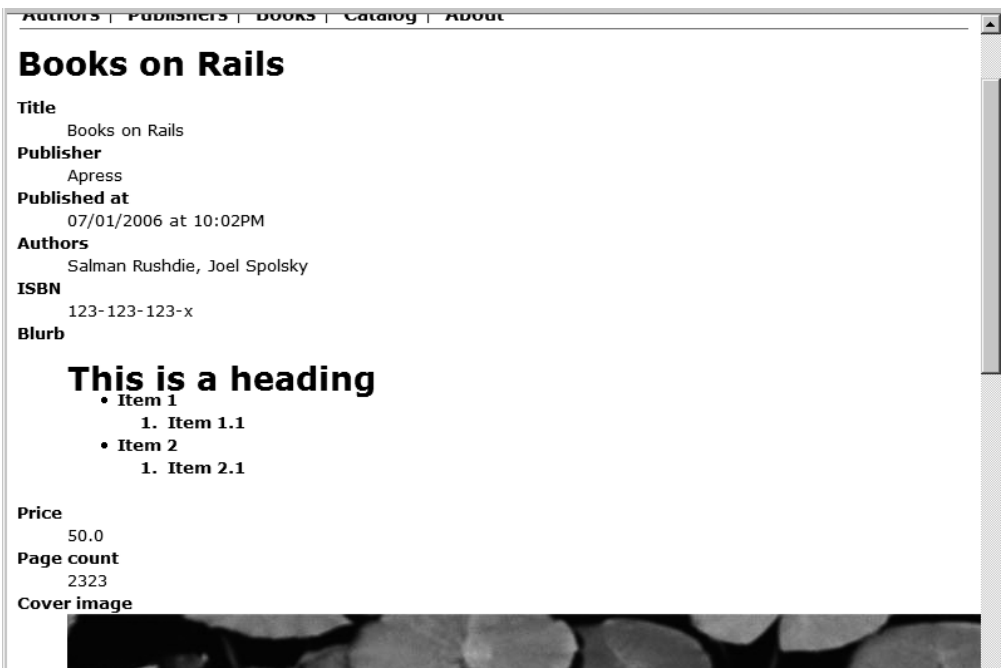 Authors | Publishers | Books | Catalog | About
Books on Rails
Title
Books on Rails
Publisher
Apress
Published at
07/01/2006 at 10:02PM
Authors
Salman Rushdie, Joel Spolsky
ISBN
123-123-123-x
Blurb
This is a heading
• Item 1
1. Item 1.1
• Item 2
1. Item 2.1
Price
50.0
Page count
2323
Cover image